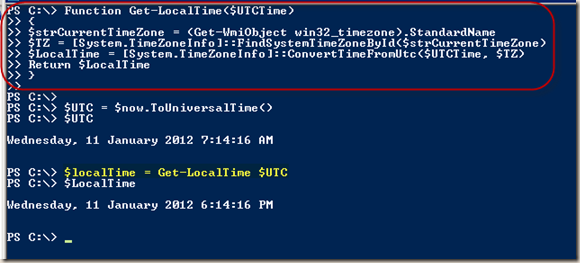 PS C:\> Function Get-LocalTime($UTCTime)
>> {
>> $strCurrentTimeZone = (Get-WmiObject win32_timezone).StandardName
>> $TZ = [System.TimeZoneInfo]::FindSystemTimeZoneById($strCurrentTimeZone)
>> $LocalTime = [System.TimeZoneInfo]::ConvertTimeFromUtc($UTCTime, $TZ)
>> Return $LocalTime
>> }
>>
PS C:\>
PS C:\> $UTC = $now.ToUniversalTime()
PS C:\> $UTC
Wednesday, 11 January 2012 7:14:16 AM
PS C:\> $localTime = Get-LocalTime $UTC
PS C:\> $LocalTime
Wednesday, 11 January 2012 6:14:16 PM
PS C:\> _